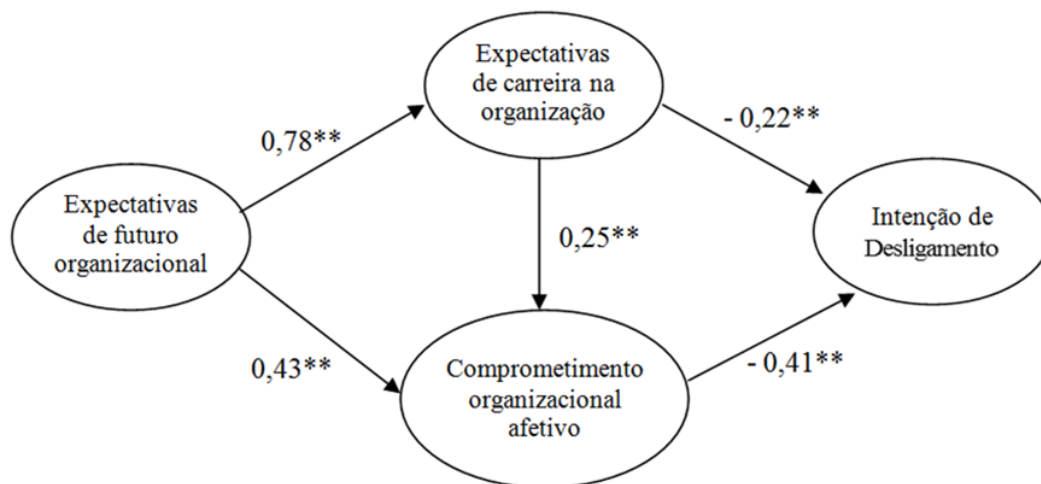 Expectativas
de carreira na
organização
0,78**
- 0,22**
Expectativas
de futuro
organizacional
0,25**
Intenção de
Desligamento
0,43**
Comprometimento
organizacional
afetivo
- 0,41**